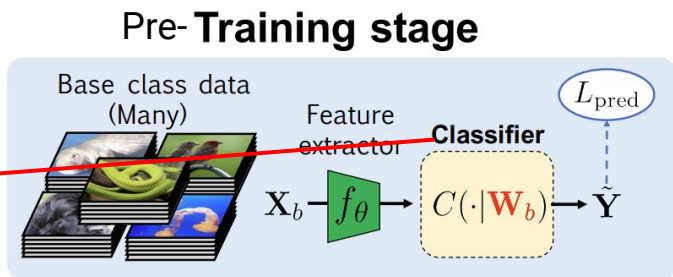 Pre- Training stage
Base class data
(Many)
Feature
extractor
Classifier
L_pred
X_b
f_θ
C(·|W_b)
Ỹ